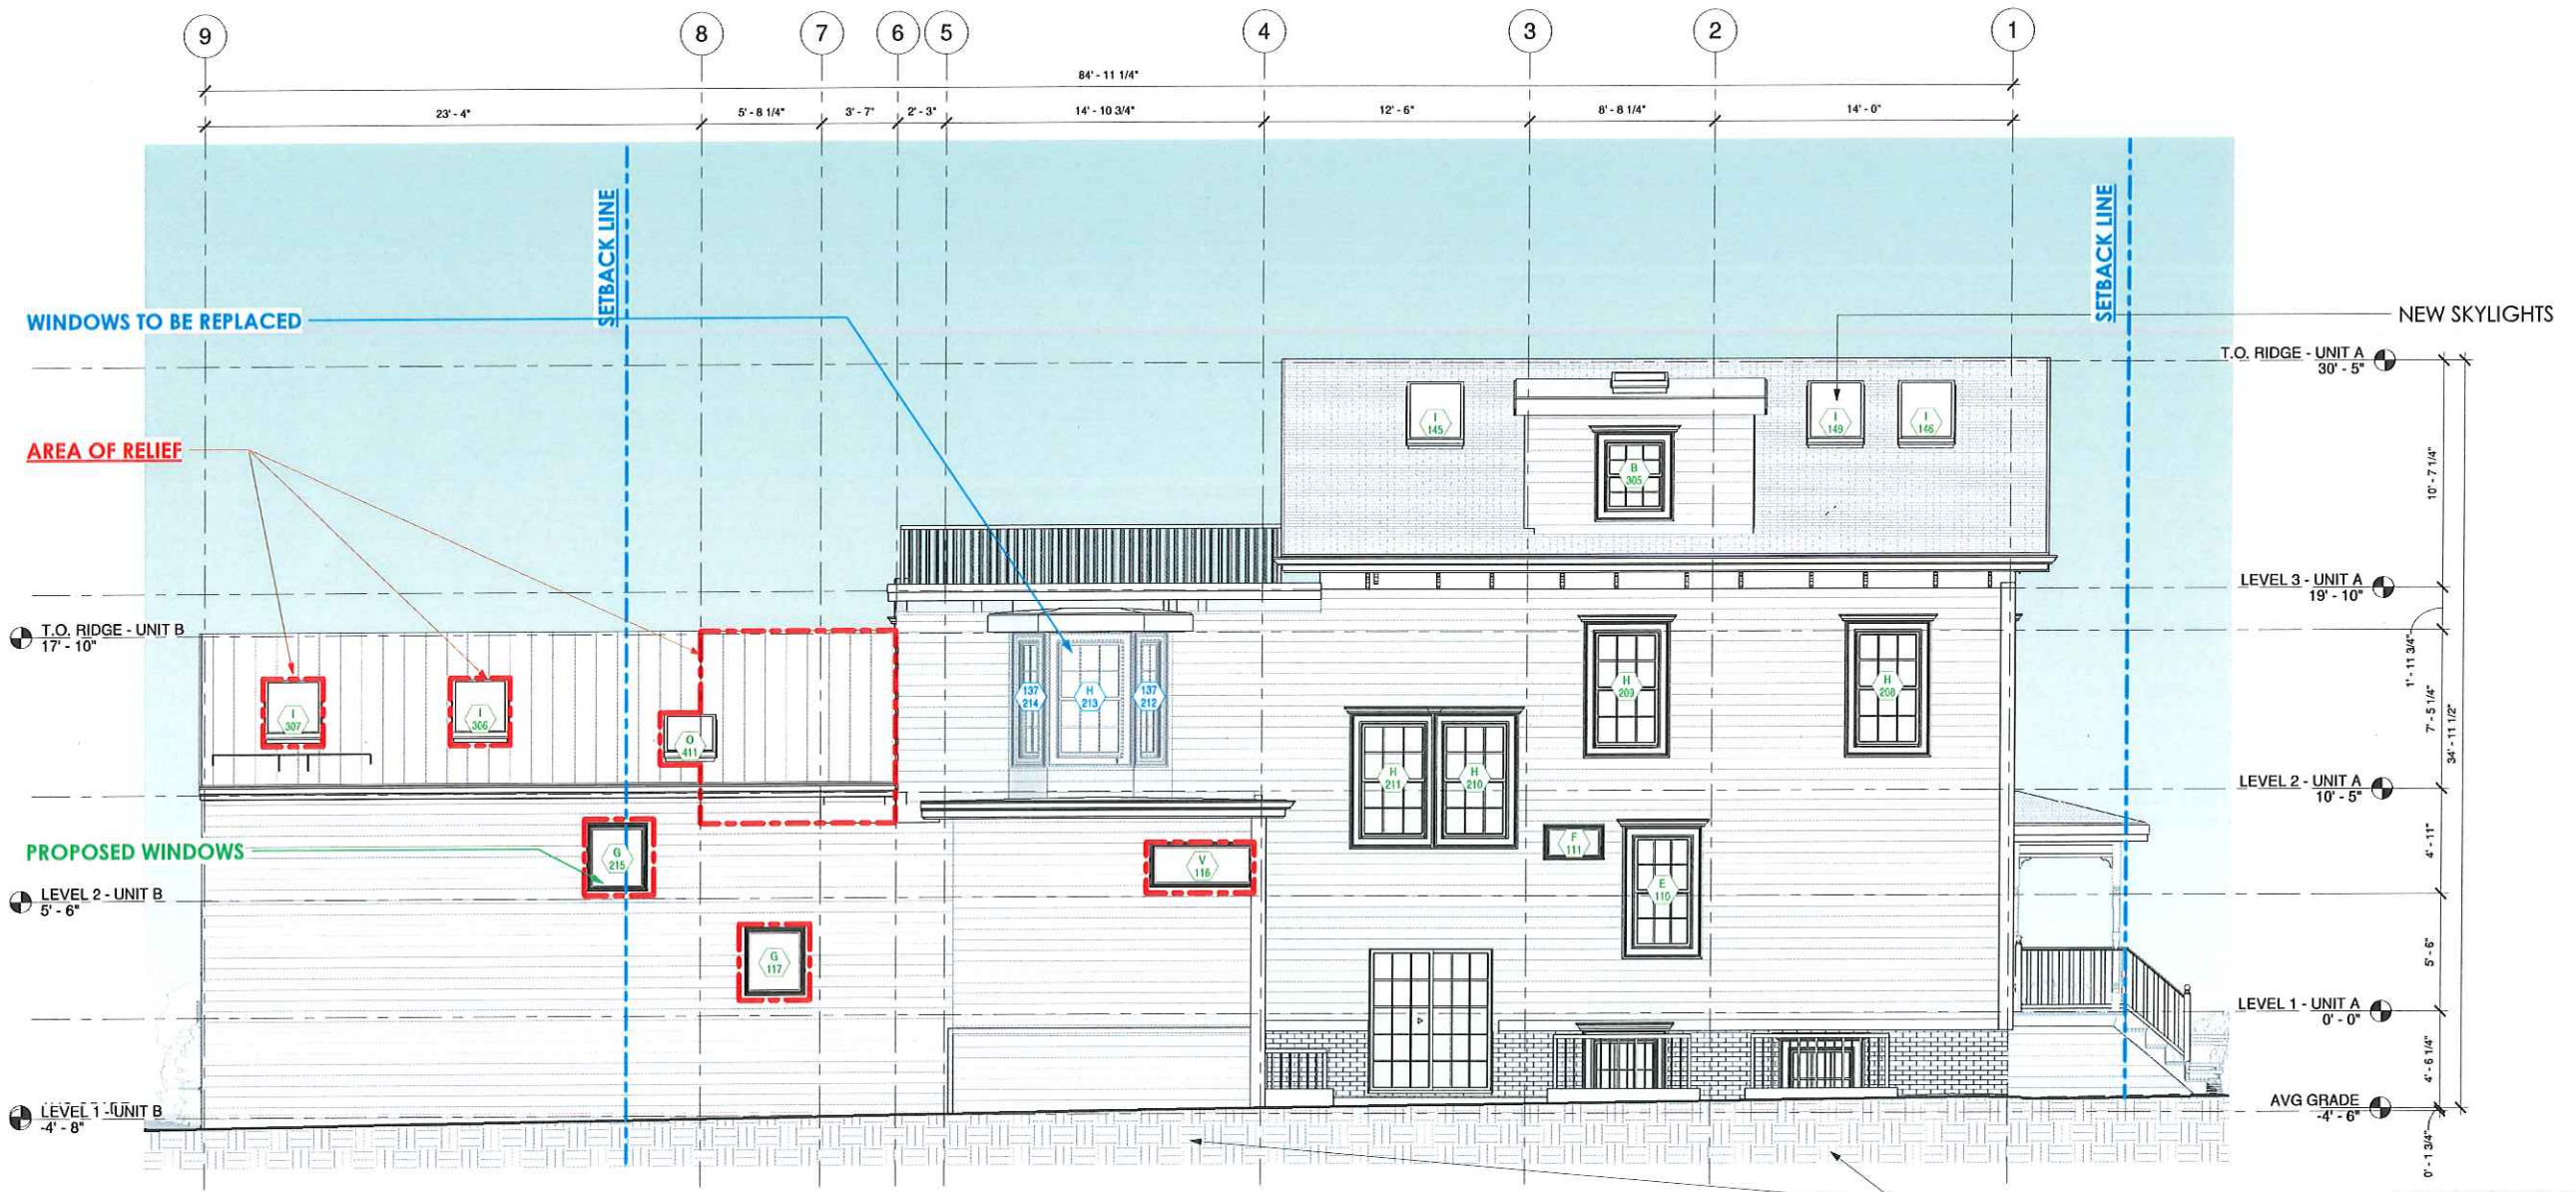 9
8
7
6
5
4
3
2
1
84' - 11 1/4"
23' - 4"
5' - 8 1/4"
3' - 7"
2' - 3"
14' - 10 3/4"
12' - 6"
8' - 8 1/4"
14' - 0"
SETBACK LINE
SETBACK LINE
WINDOWS TO BE REPLACED
NEW SKYLIGHTS
T.O. RIDGE - UNIT A
30' - 5"
I
145
I
149
I
146
AREA OF RELIEF
B
305
10' - 7 1/4"
LEVEL 3 - UNIT A
19' - 10"
T.O. RIDGE - UNIT B
17' - 10"
1' - 11 3/4"
I
307
I
306
O
411
137
214
H
213
137
212
H
209
H
208
7' - 5 1/4"
34' - 11 1/2"
H
211
H
210
LEVEL 2 - UNIT A
10' - 5"
PROPOSED WINDOWS
G
215
V
116
F
111
E
110
4' - 11"
LEVEL 2 - UNIT B
5' - 6"
G
117
5' - 6"
LEVEL 1 - UNIT A
0' - 0"
4' - 6 1/4"
LEVEL 1 - UNIT B
-4' - 8"
AVG GRADE
-4' - 6"
0' - 1 3/4"